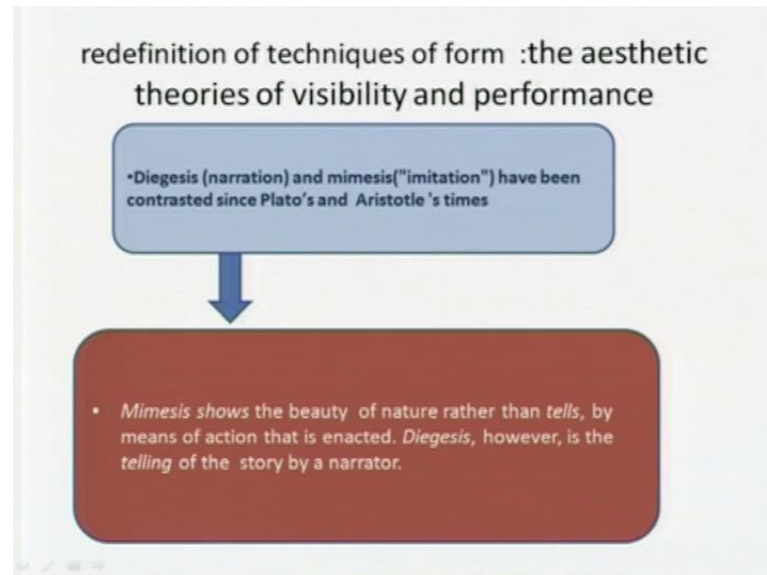 redefinition of techniques of form :the aesthetic
theories of visibility and performance
•Diegesis (narration) and mimesis("imitation") have been
contrasted since Plato's and Aristotle 's times
• Mimesis shows the beauty of nature rather than tells, by
means of action that is enacted. Diegesis, however, is the
telling of the story by a narrator.